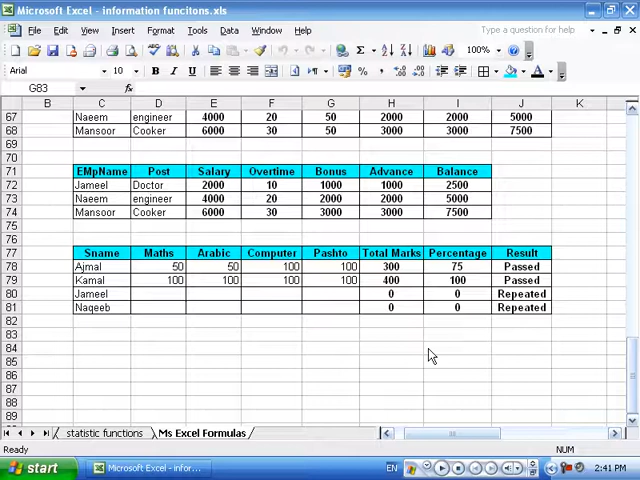 Microsoft Excel - information funcitons.xls
File Edit View Insert Format Tools Data Window Help Type a question for help
Σ 100%
Arial 10 B I U % A
G83 fx
B C D E F G H I J K
67 Naeem engineer 4000 20 50 2000 2000 5000
68 Mansoor Cooker 6000 30 50 3000 3000 7500
69
70
71 EMpName Post Salary Overtime Bonus Advance Balance
72 Jameel Doctor 2000 10 1000 1000 2500
73 Naeem engineer 4000 20 2000 2000 5000
74 Mansoor Cooker 6000 30 3000 3000 7500
75
76
77 Sname Maths Arabic Computer Pashto Total Marks Percentage Result
78 Ajmal 50 50 100 100 300 75 Passed
79 Kamal 100 100 100 100 400 100 Passed
80 Jameel 0 0 Repeated
81 Naqeeb 0 0 Repeated
82
83
84
85
86
87
88
89
statistic functions Ms Excel Formulas
Ready NUM
start Microsoft Excel - infor... EN 2:41 PM